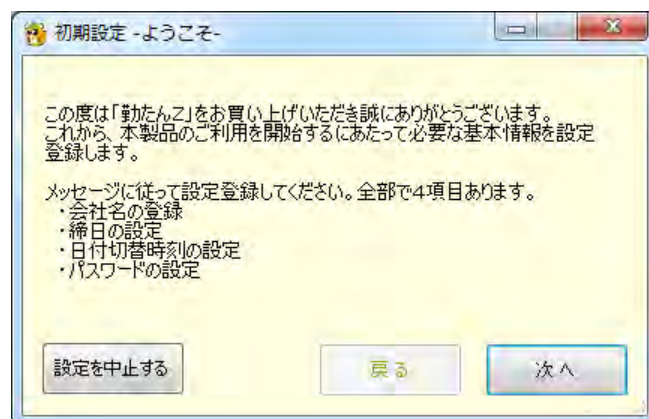 初期設定 -ようこそ-
この度は「勤たんZ」をお買い上げいただき誠にありがとうございます。
これから、本製品のご利用を開始するにあたって必要な基本情報を設定
登録します。
メッセージに従って設定登録してください。全部で4項目あります。
・会社名の登録
・締日の設定
・日付切替時刻の設定
・パスワードの設定
設定を中止する
戻る
次へ